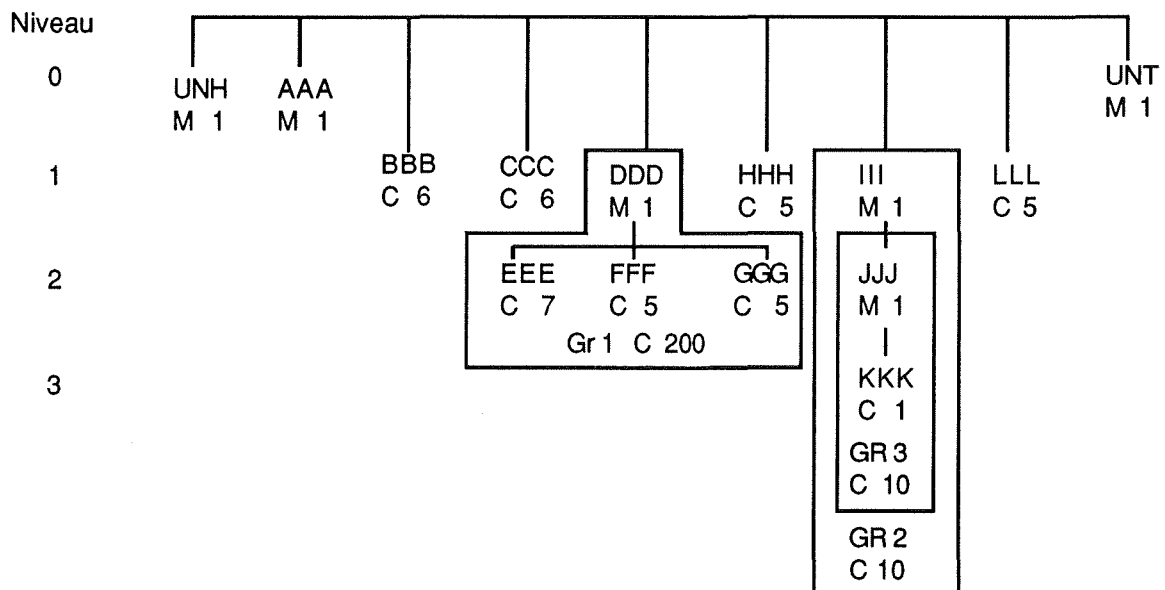 Niveau
0
UNH AAA UNT
M 1 M 1 M 1
1
BBB CCC DDD HHH III LLL
C 6 C 6 M 1 C 5 M 1 C 5
2
EEE FFF GGG JJJ
C 7 C 5 C 5 M 1
Gr 1 C 200
3
KKK
C 1
GR 3
C 10
GR 2
C 10